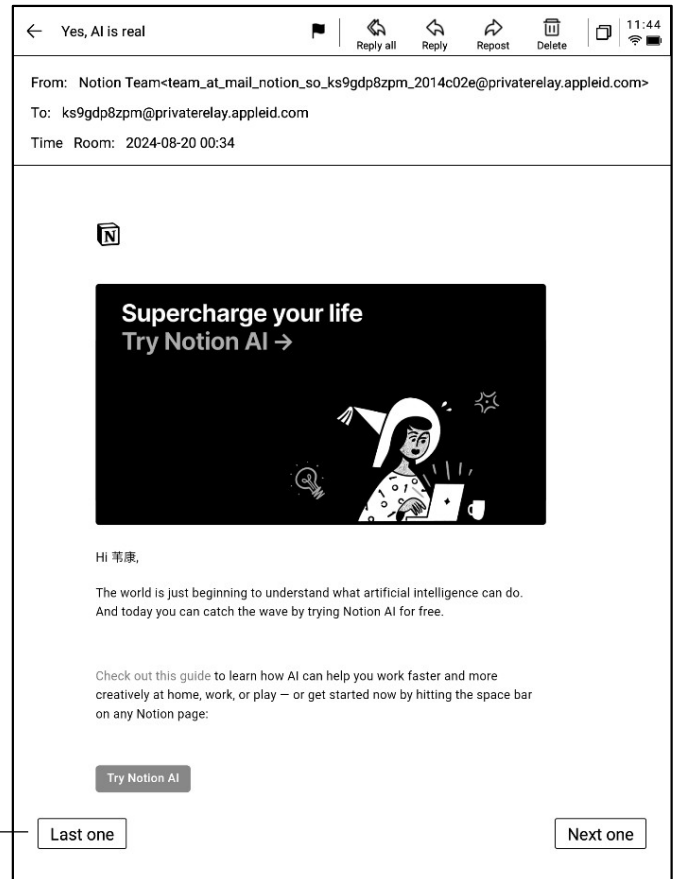 Yes, AI is real
Reply all Reply Repost Delete
11:44
From: Notion Team<team_at_mail_notion_so_ks9gdp8zpm_2014c02e@privaterelay.appleid.com>
To: ks9gdp8zpm@privaterelay.appleid.com
Time Room: 2024-08-20 00:34
N
Supercharge your life
Try Notion AI →
Hi 苇康,
The world is just beginning to understand what artificial intelligence can do.
And today you can catch the wave by trying Notion AI for free.
Check out this guide to learn how AI can help you work faster and more
creatively at home, work, or play — or get started now by hitting the space bar
on any Notion page:
Try Notion AI
Last one
Next one